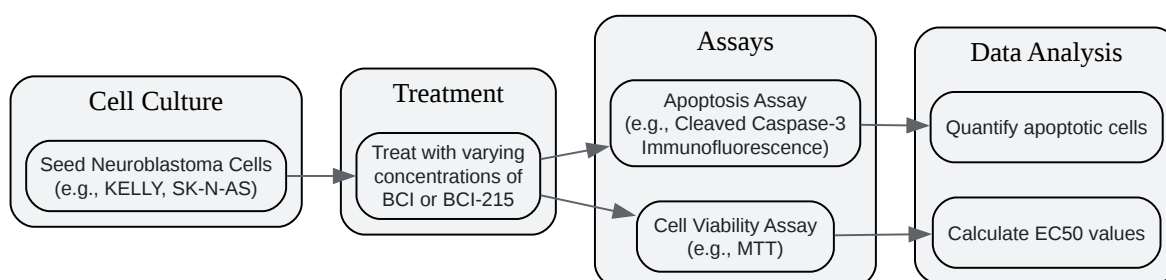 Cell Culture
Seed Neuroblastoma Cells
(e.g., KELLY, SK-N-AS)
Treatment
Treat with varying
concentrations of
BCI or BCI-215
Assays
Apoptosis Assay
(e.g., Cleaved Caspase-3
Immunofluorescence)
Cell Viability Assay
(e.g., MTT)
Data Analysis
Quantify apoptotic cells
Calculate EC50 values